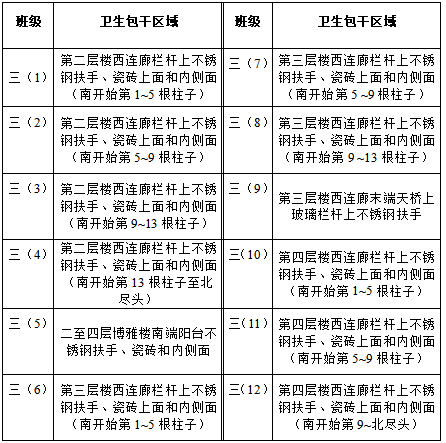 班级 卫生包干区域 班级 卫生包干区域
三（1） 第二层楼西连廊栏杆上不锈
钢扶手、瓷砖上面和内侧面
（南开始第 1~5 根柱子）
三（7） 第三层楼西连廊栏杆上不锈
钢扶手、瓷砖上面和内侧面
（南开始第 5 ~9 根柱子）
三（2） 第二层楼西连廊栏杆上不锈
钢扶手、瓷砖上面和内侧面
（南开始第 5~9 根柱子）
三（8） 第三层楼西连廊栏杆上不锈
钢扶手、瓷砖上面和内侧面
（南开始第 9 ~13 根柱子）
三（3） 第二层楼西连廊栏杆上不锈
钢扶手、瓷砖上面和内侧面
（南开始第 9~13 根柱子）
三（9） 第三层楼西连廊末端天桥上
玻璃栏杆上不锈钢扶手
三（4） 第二层楼西连廊栏杆上不锈
钢扶手、瓷砖上面和内侧面
（南开始第 13 根柱子至北
尽头）
三（10） 第四层楼西连廊栏杆上不锈
钢扶手、瓷砖上面和内侧面
（南开始第 1~5 根柱子）
三（5） 二至四层博雅楼南端阳台不
锈钢扶手、瓷砖和内侧面
三（11） 第四层楼西连廊栏杆上不锈
钢扶手、瓷砖上面和内侧面
（南开始第 5~9 根柱子）
三（6） 第三层楼西连廊栏杆上不锈
钢扶手、瓷砖上面和内侧面
（南开始第 1~5 根柱子）
三（12） 第四层楼西连廊栏杆上不锈
钢扶手、瓷砖上面和内侧面
（南开始第 9~北尽头）